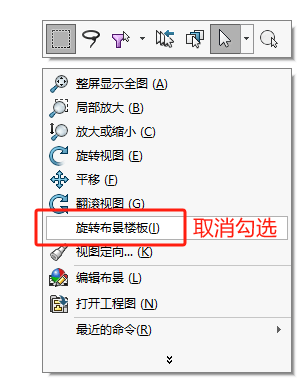 整屏显示全图 (A)
局部放大 (B)
放大或缩小 (C)
旋转视图 (E)
平移 (F)
翻滚视图 (G)
旋转布景楼板(I) 取消勾选
视图定向... (K)
编辑布景 (L)
打开工程图 (N)
最近的命令(R)